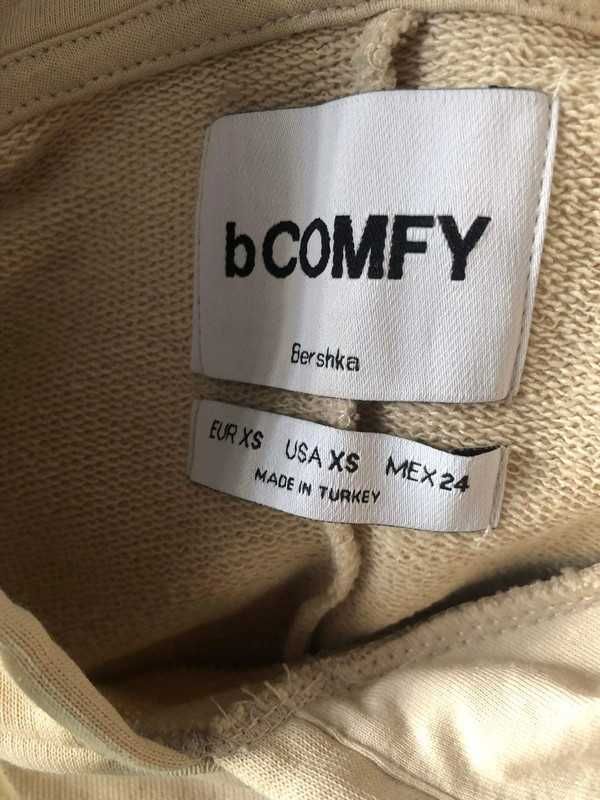 bCOMFY
Bershka
EUR XS USA XS MEX 24
MADE IN TURKEY